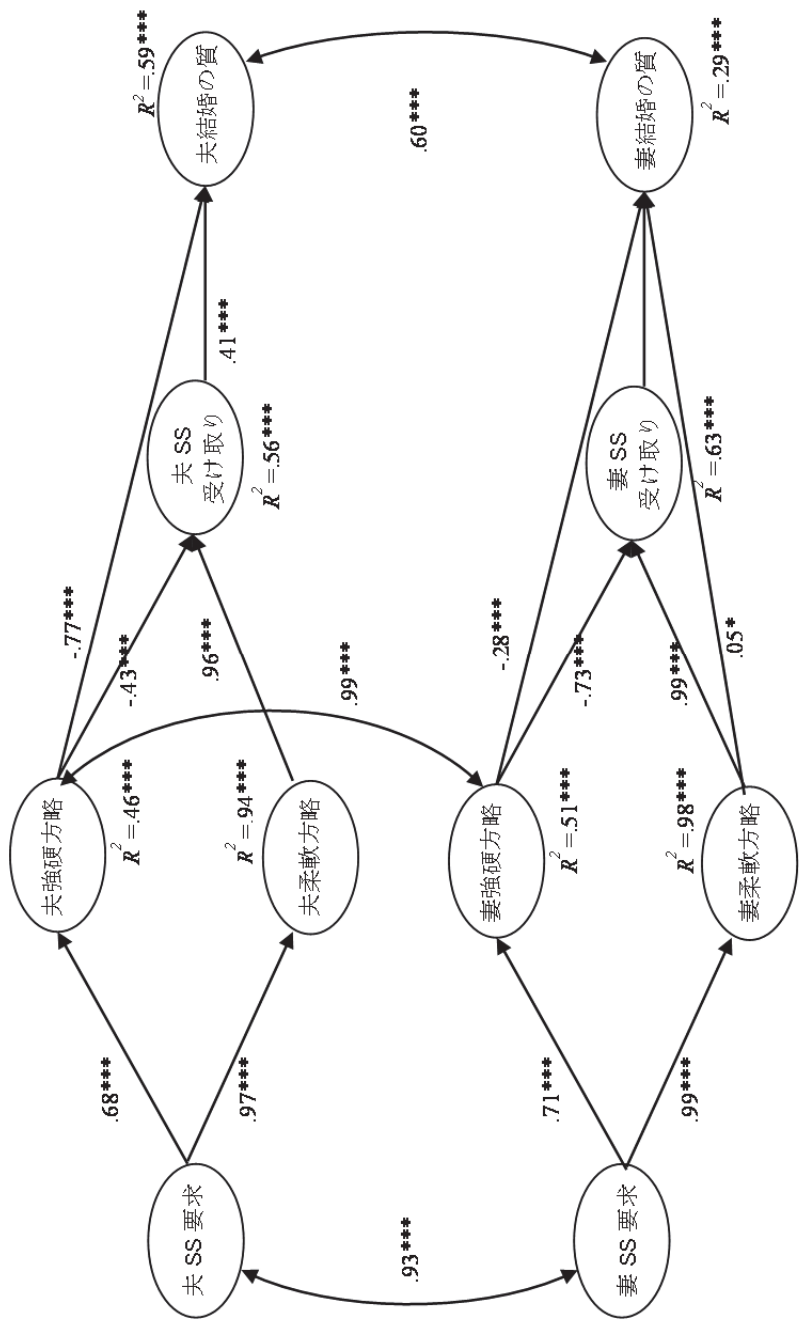 夫 SS 要求
.93***
妻 SS 要求
.68***
.97***
.71***
.99***
夫強硬方略
R² =.46***
夫柔軟方略
R² =.94***
妻強硬方略
R² =.51***
妻柔軟方略
R² =.98***
-.77***
-.43***
.96***
.99***
-.28***
-.73***
.99***
.05*
夫 SS
受け取り
R² =.56***
妻 SS
受け取り
R² =.63***
.41***
夫結婚の質
R² =.59***
.60***
妻結婚の質
R² =.29***